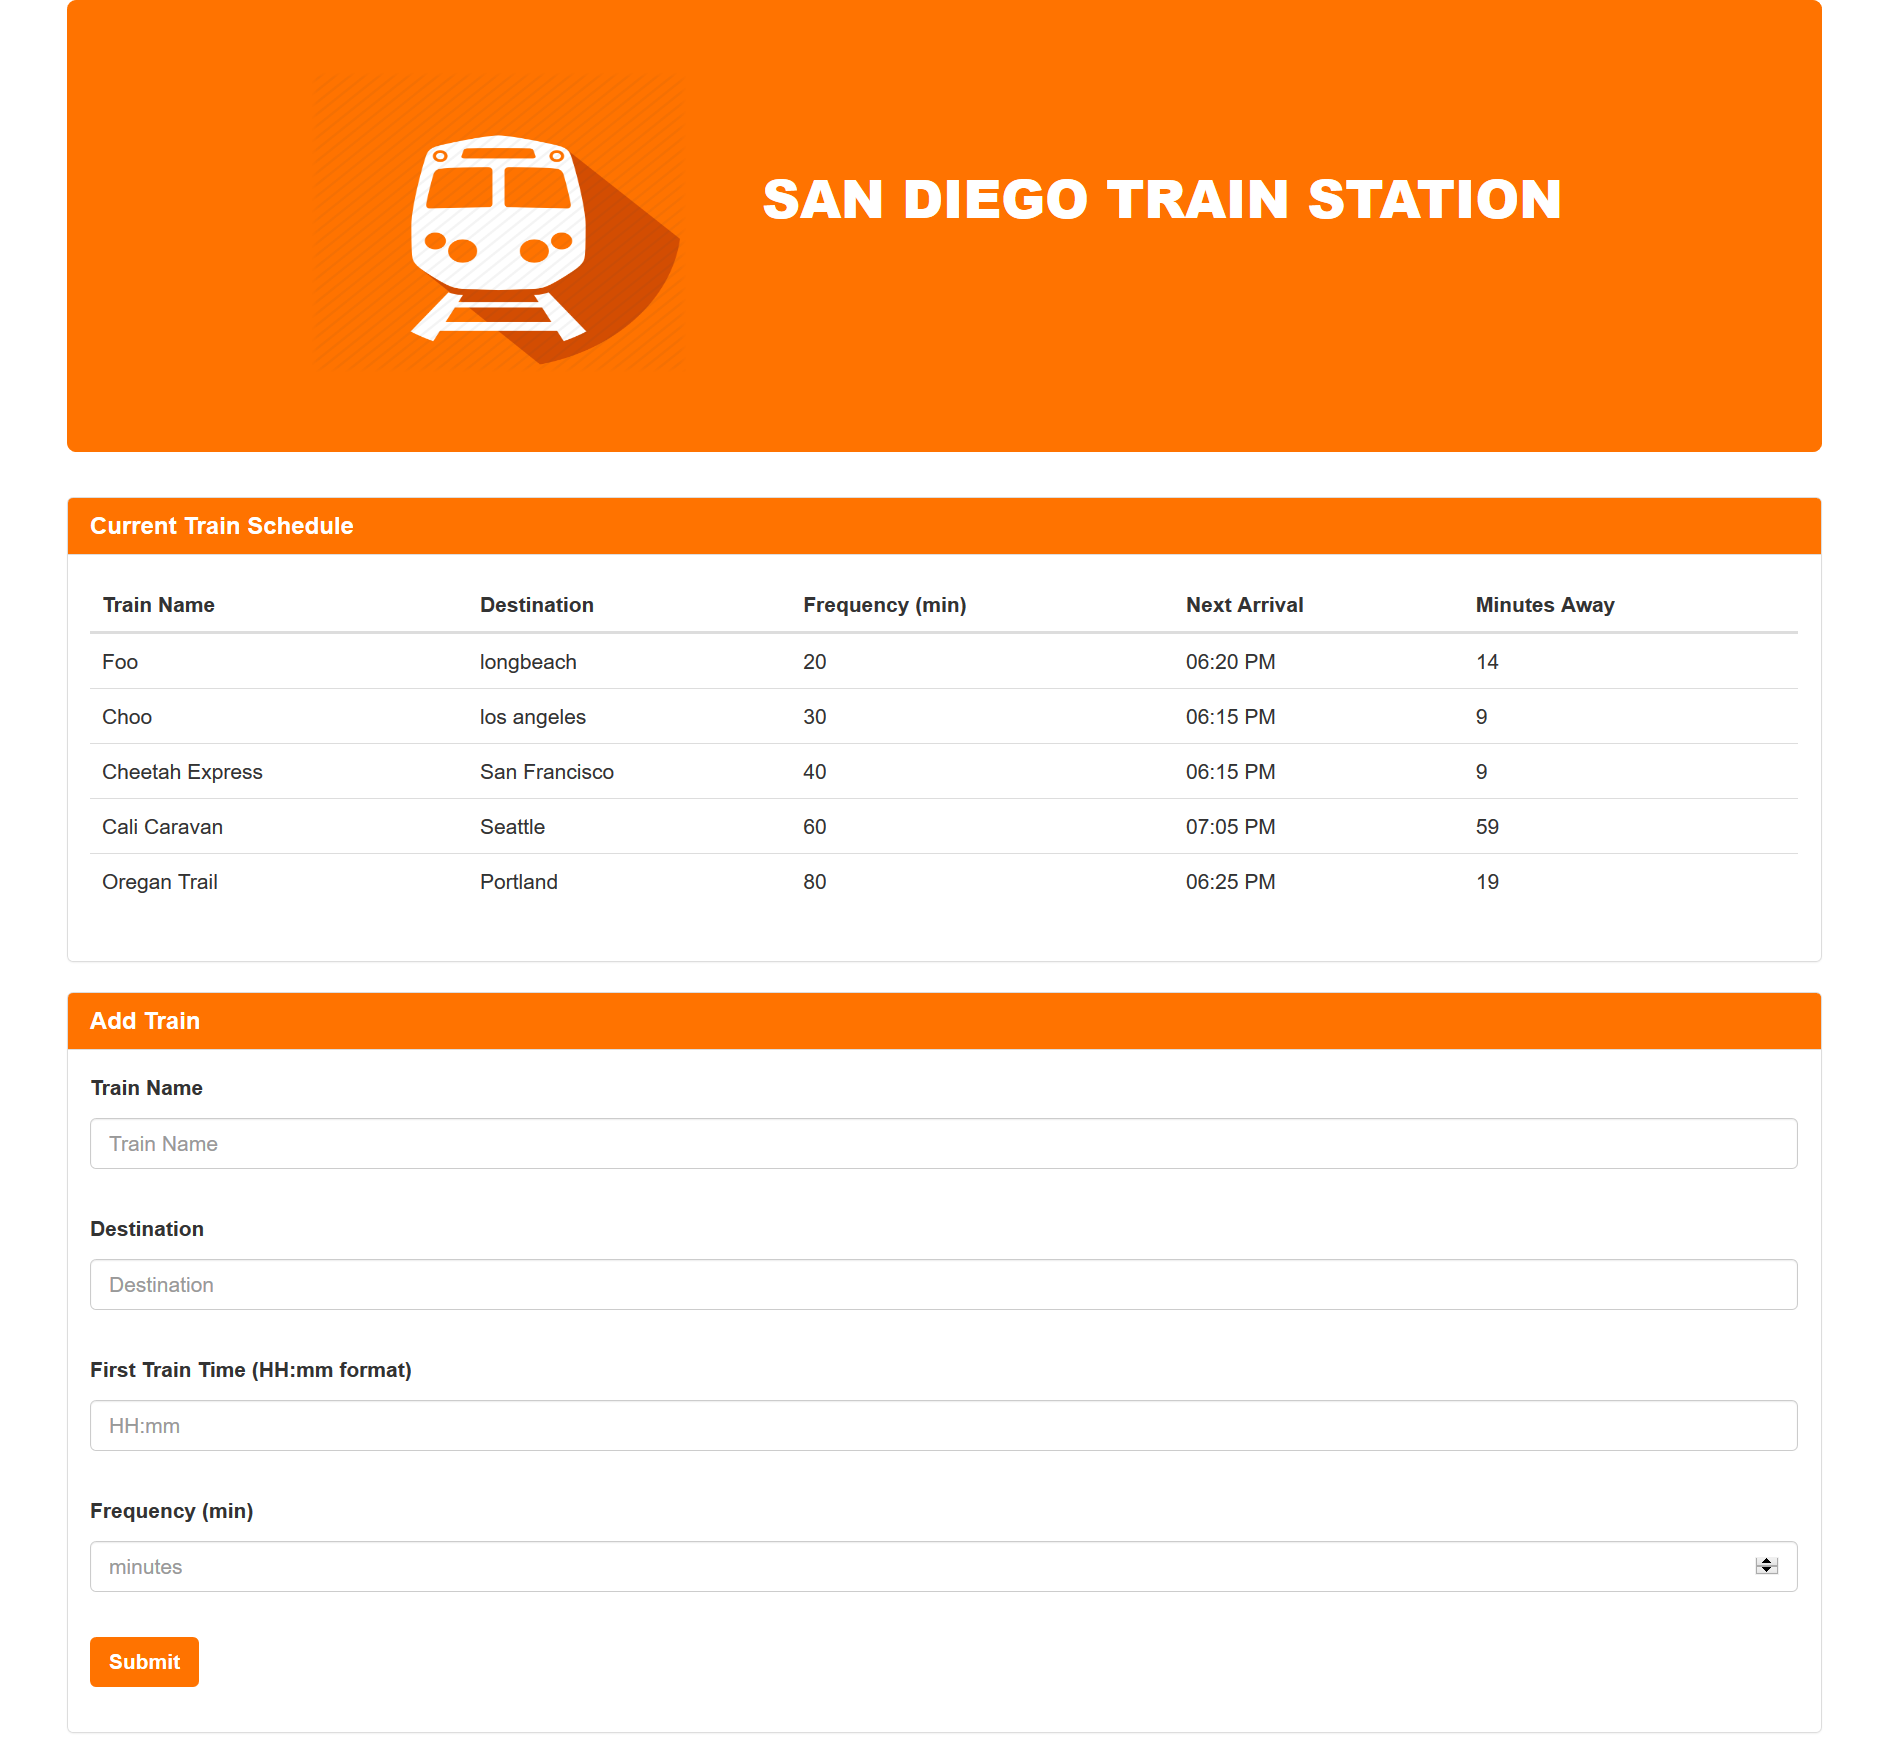 SAN DIEGO TRAIN STATION
Current Train Schedule
Train Name Destination Frequency (min) Next Arrival Minutes Away
Foo longbeach 20 06:20 PM 14
Choo los angeles 30 06:15 PM 9
Cheetah Express San Francisco 40 06:15 PM 9
Cali Caravan Seattle 60 07:05 PM 59
Oregan Trail Portland 80 06:25 PM 19
Add Train
Train Name
Train Name
Destination
Destination
First Train Time (HH:mm format)
HH:mm
Frequency (min)
minutes
Submit